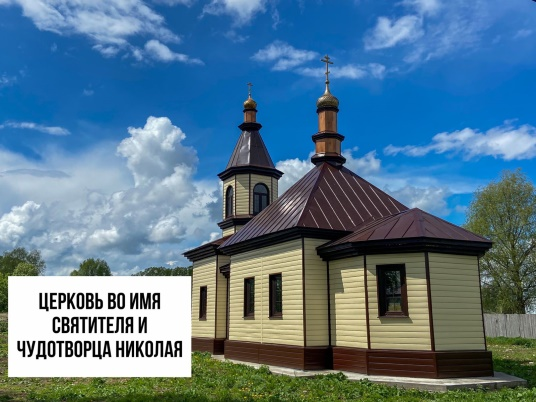 ЦЕРКОВЬ ВО ИМЯ
СВЯТИТЕЛЯ И
ЧУДОТВОРЦА НИКОЛАЯ